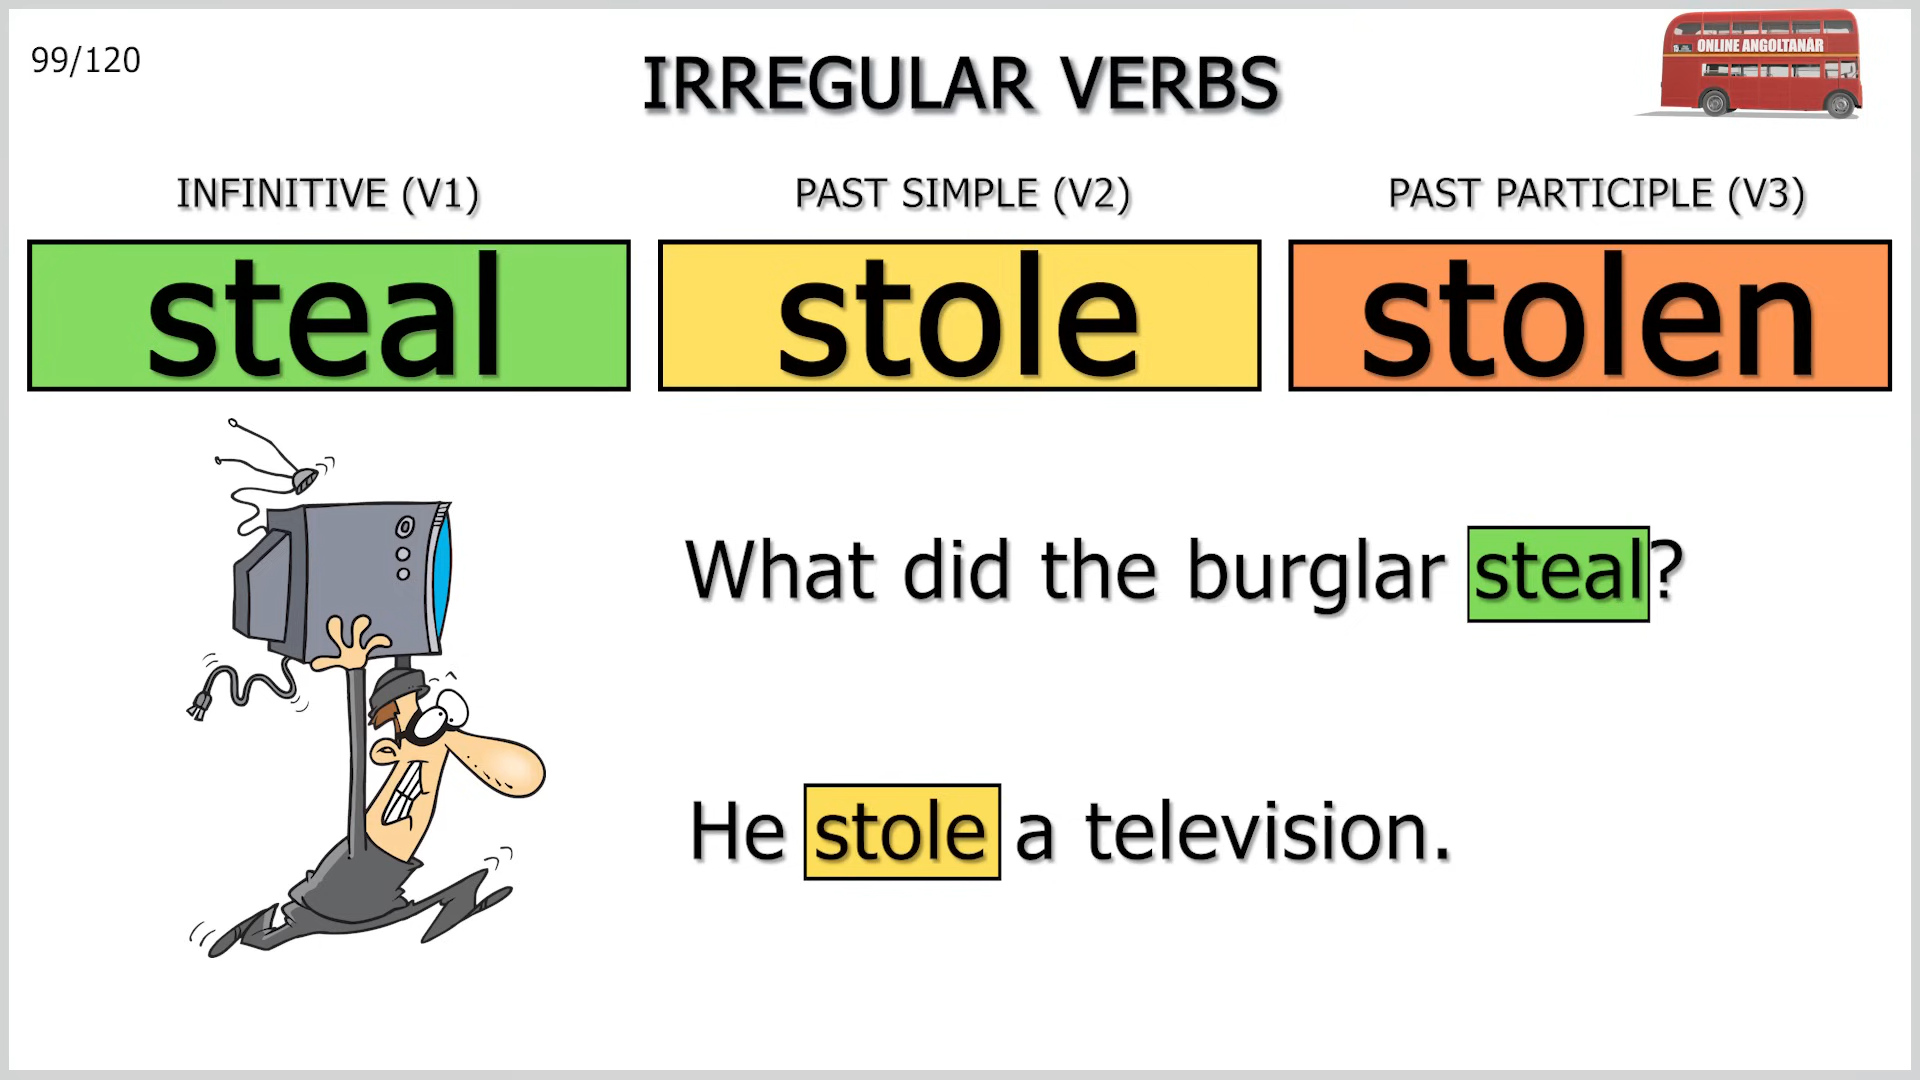 99/120
IRREGULAR VERBS
ONLINE ANGOLTANÁR
INFINITIVE (V1)
PAST SIMPLE (V2)
PAST PARTICIPLE (V3)
steal
stole
stolen
What did the burglar steal?
He stole a television.